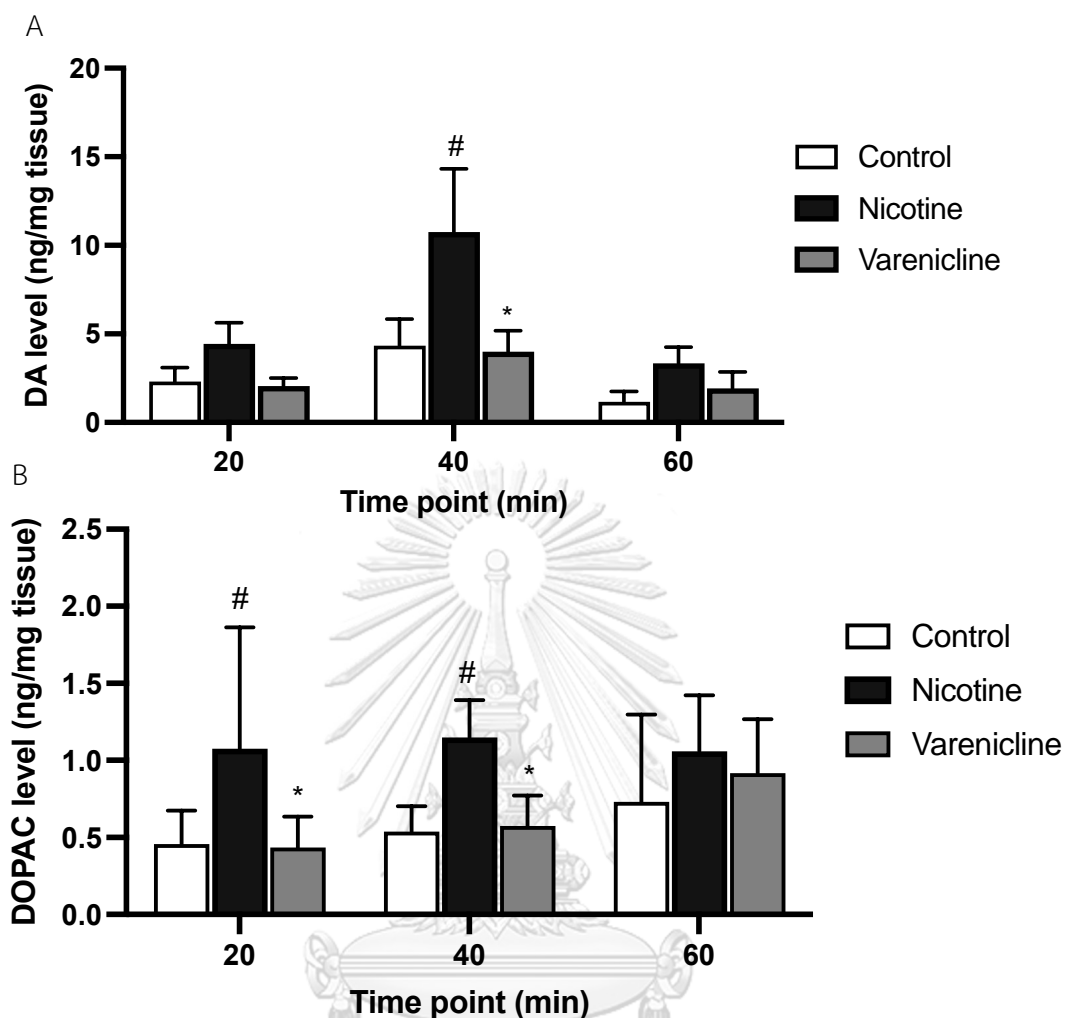 A
DA level (ng/mg tissue)
20
15
10
5
0
#
*
20
40
60
Time point (min)
Control
Nicotine
Varenicline
B
DOPAC level (ng/mg tissue)
2.5
2.0
1.5
1.0
0.5
0.0
#
*
#
*
20
40
60
Time point (min)
Control
Nicotine
Varenicline